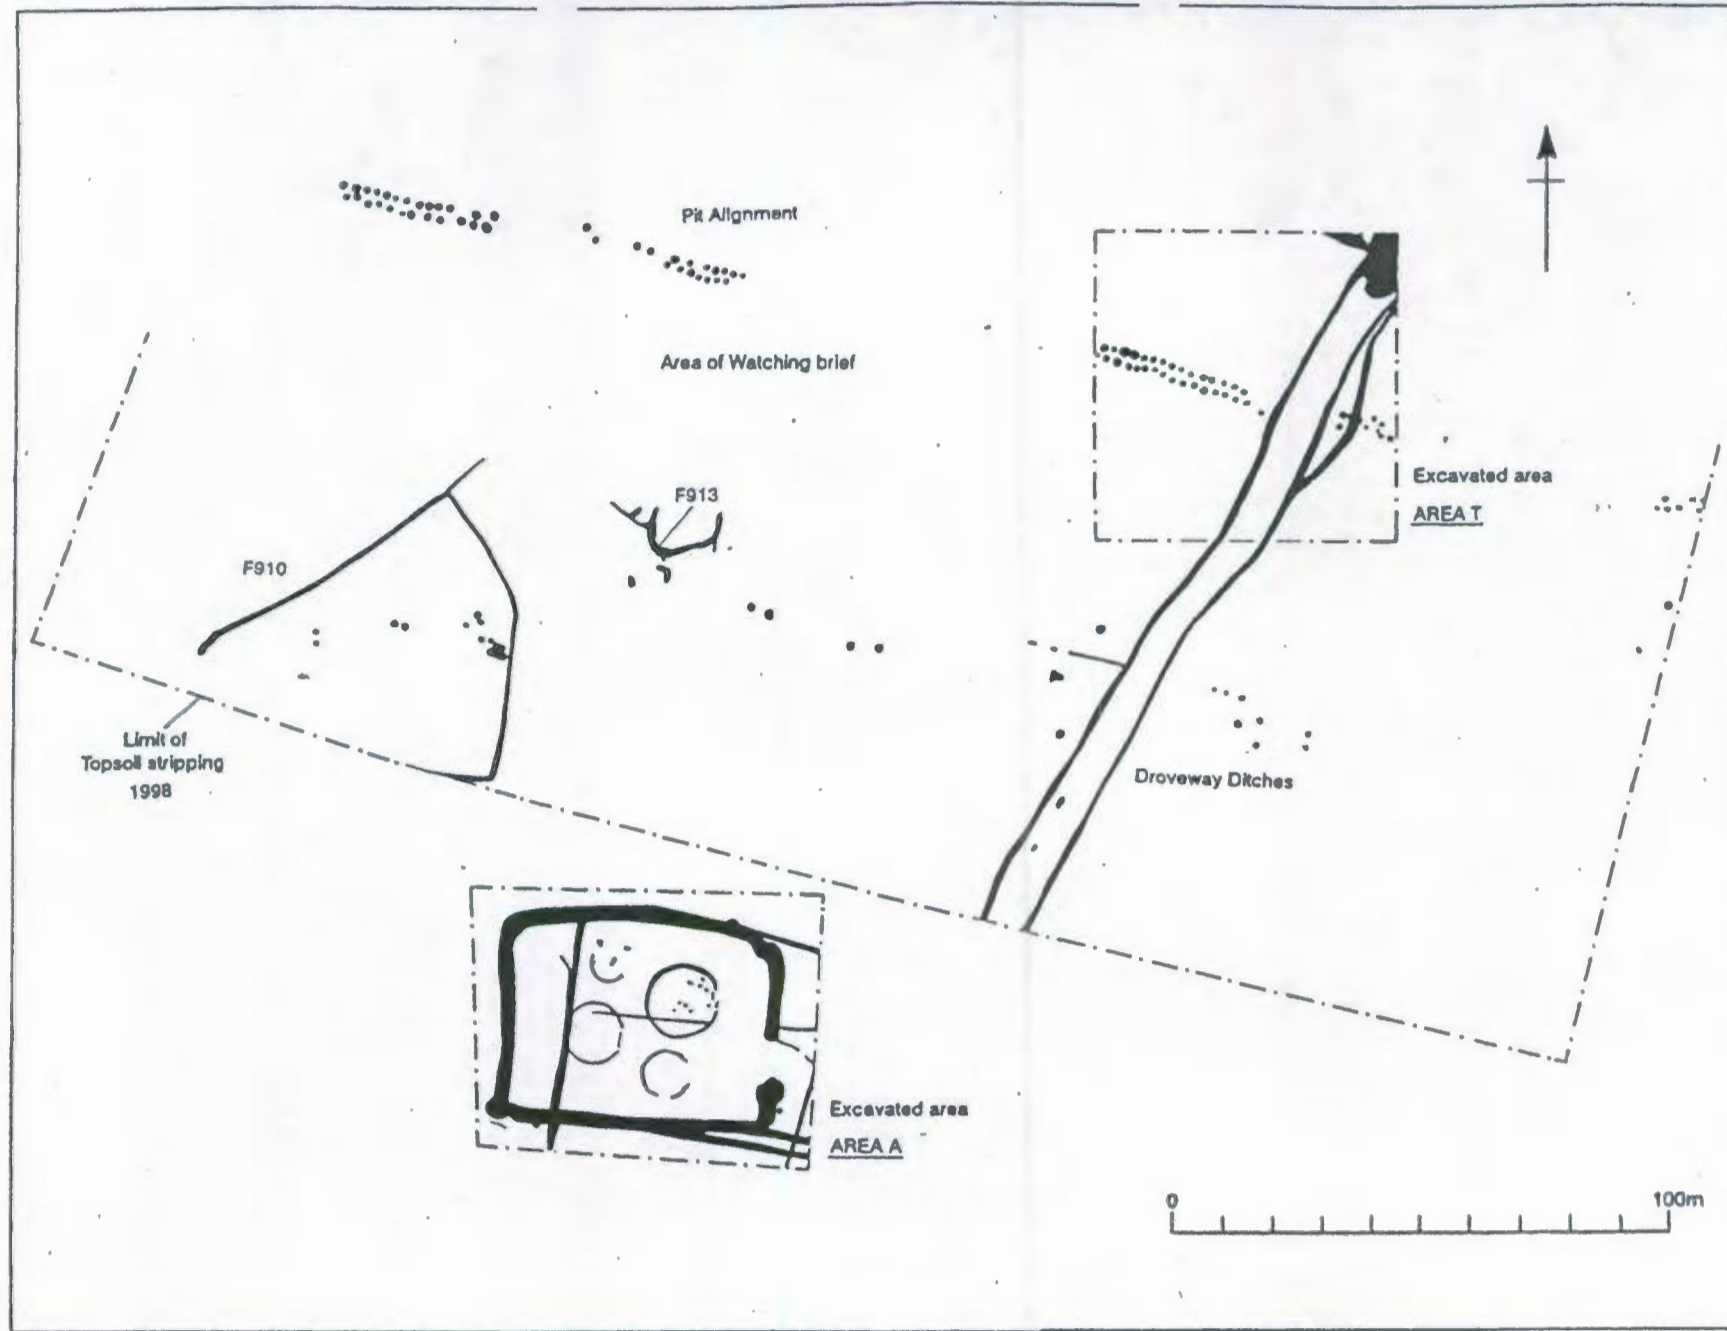 Pit Alignment
Area of Watching brief
F913
Excavated area
AREA T
F910
Limit of
Topsoil stripping
1998
Droveway Ditches
Excavated area
AREA A
0 100m